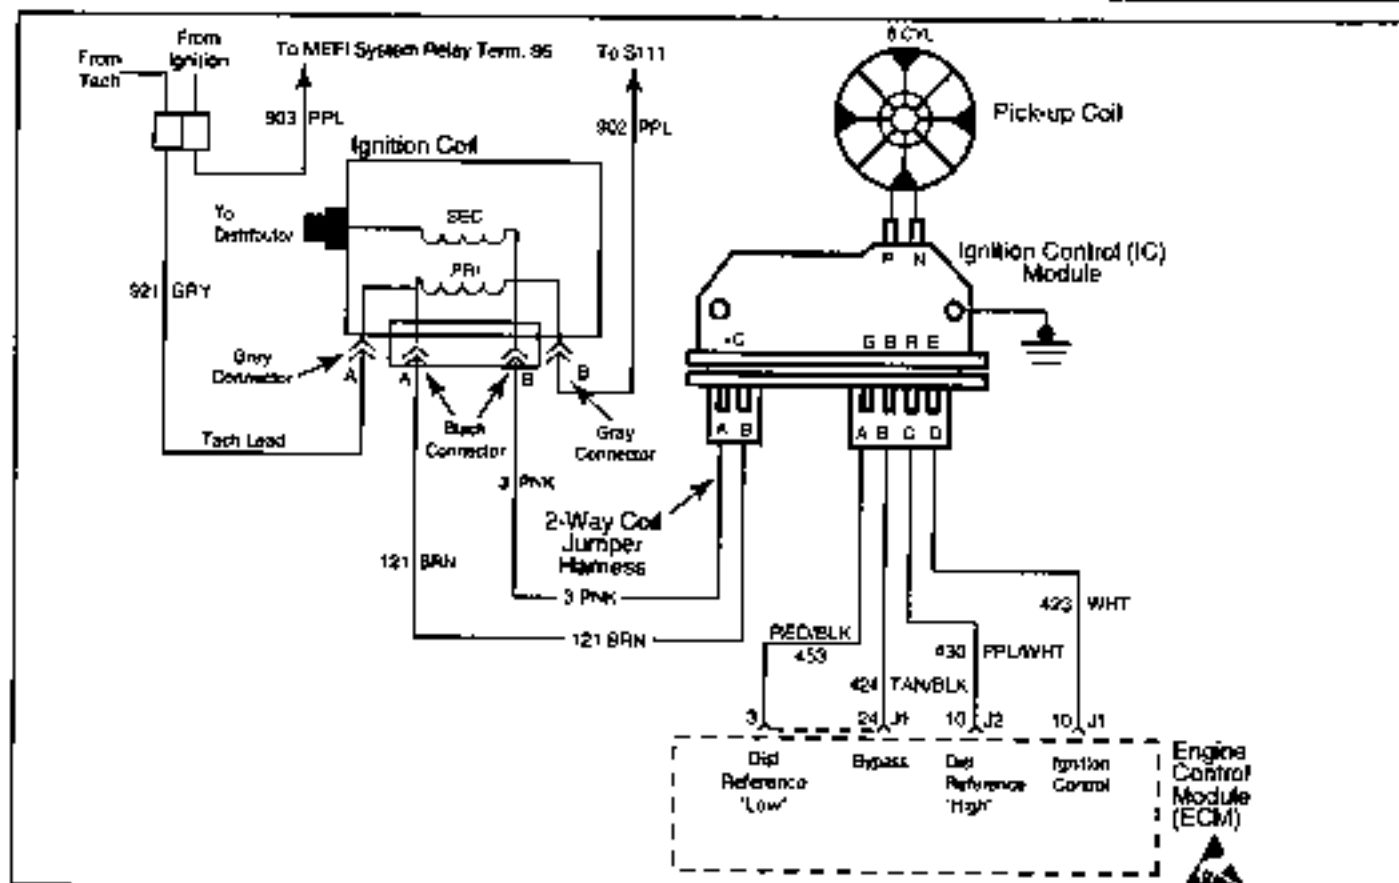 From
Tach
From
Ignition
To MEFI System Relay Term. 86
To S111
8 CYL
903 PPL
902 PPL
Pick-up Coil
Ignition Coil
To
Distributor
SEC
PRI
P N
Ignition Control (IC)
Module
921 GRY
+C
G B R E
Gray
Connector
A
A
B
B
Black
Connector
Gray
Connector
A B
A B C D
Tach Lead
3 PNK
2-Way Coil
Jumper
Harness
121 BRN
3 PNK
121 BRN
423 WHT
RED/BLK
453
430 PPL/WHT
424 TAN/BLK
3
24 J1
10 J2
10 J1
Dist
Reference
"Low"
Bypass
Dist
Reference
"High"
Ignition
Control
Engine
Control
Module
(ECM)